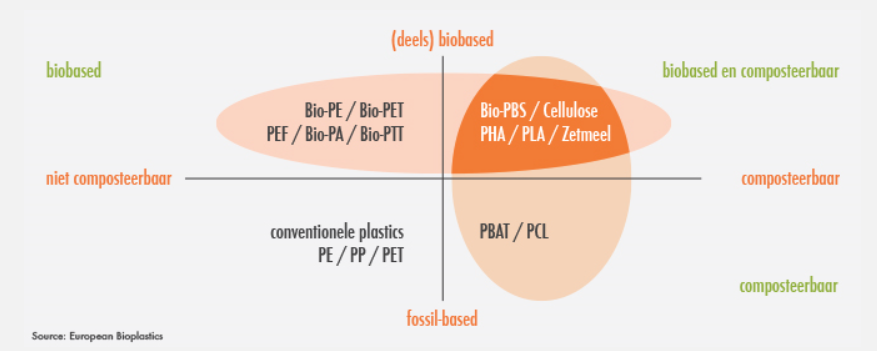 (deels) biobased
biobased
biobased en composteerbaar
Bio-PE / Bio-PET
PEF / Bio-PA / Bio-PTT
Bio-PBS / Cellulose
PHA / PLA / Zetmeel
niet composteerbaar
composteerbaar
conventionele plastics
PE / PP / PET
PBAT / PCL
composteerbaar
fossil-based
Source: European Bioplastics